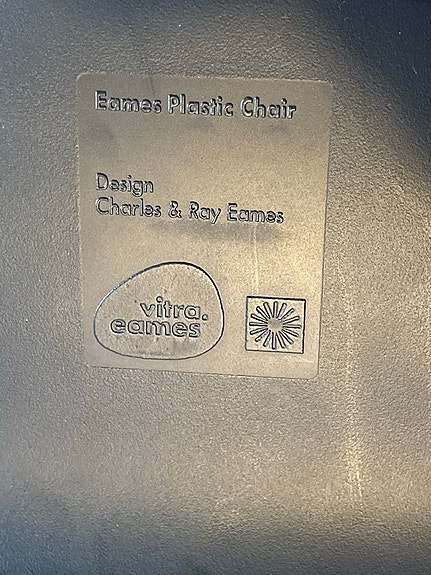 Eames Plastic Chair
Design
Charles & Ray Eames
vitra.
eames